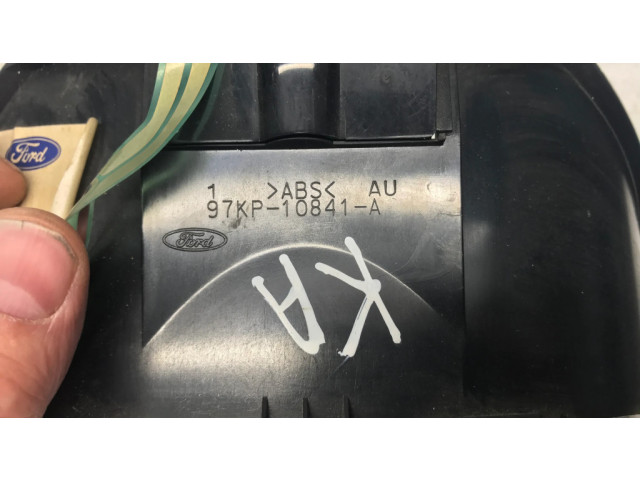 Ford
1 >ABS< AU
97KP-10841-A
Ford
KA